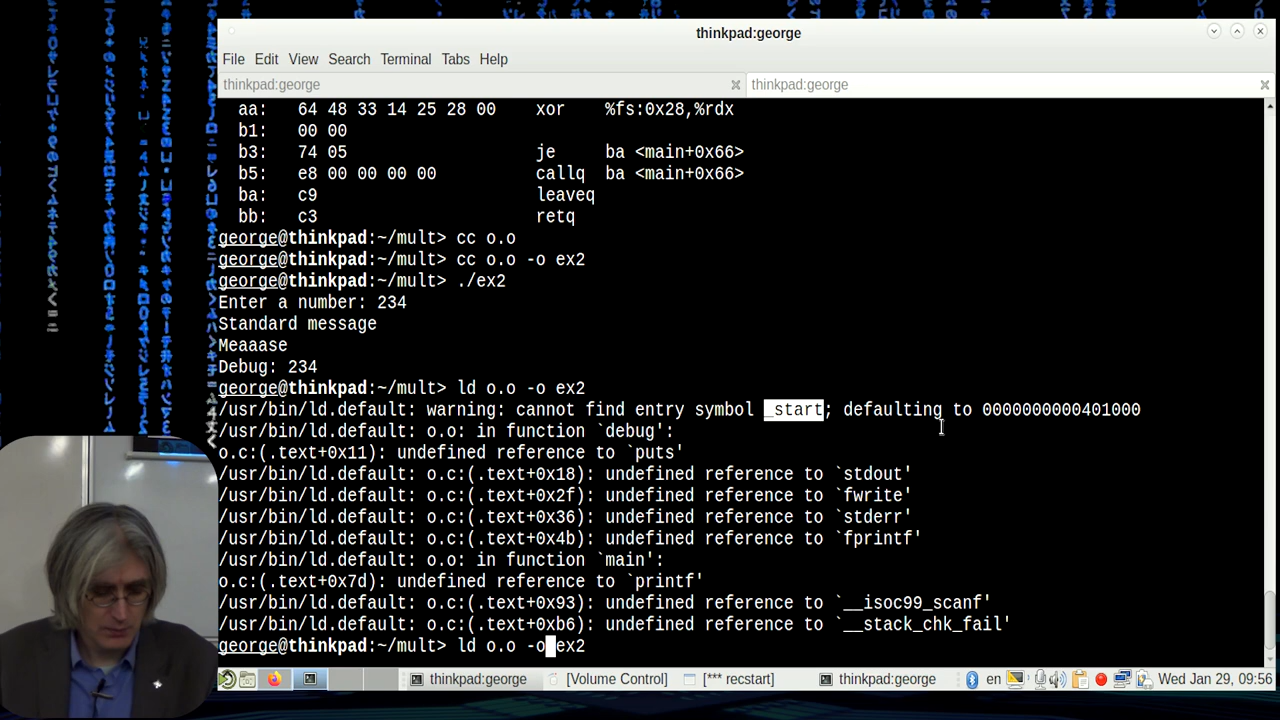 thinkpad:george
File Edit View Search Terminal Tabs Help
thinkpad:george
thinkpad:george
aa: 64 48 33 14 25 28 00 xor %fs:0x28,%rdx
b1: 00 00
b3: 74 05 je ba <main+0x66>
b5: e8 00 00 00 00 callq ba <main+0x66>
ba: c9 leaveq
bb: c3 retq
george@thinkpad:~/mult> cc o.o
george@thinkpad:~/mult> cc o.o -o ex2
george@thinkpad:~/mult> ./ex2
Enter a number: 234
Standard message
Meaaase
Debug: 234
george@thinkpad:~/mult> ld o.o -o ex2
/usr/bin/ld.default: warning: cannot find entry symbol _start; defaulting to 0000000000401000
/usr/bin/ld.default: o.o: in function `debug':
o.c:(.text+0x11): undefined reference to `puts'
/usr/bin/ld.default: o.c:(.text+0x18): undefined reference to `stdout'
/usr/bin/ld.default: o.c:(.text+0x2f): undefined reference to `fwrite'
/usr/bin/ld.default: o.c:(.text+0x36): undefined reference to `stderr'
/usr/bin/ld.default: o.c:(.text+0x4b): undefined reference to `fprintf'
/usr/bin/ld.default: o.o: in function `main':
o.c:(.text+0x7d): undefined reference to `printf'
/usr/bin/ld.default: o.c:(.text+0x93): undefined reference to `__isoc99_scanf'
/usr/bin/ld.default: o.c:(.text+0xb6): undefined reference to `__stack_chk_fail'
george@thinkpad:~/mult> ld o.o -o ex2
thinkpad:george [Volume Control] [*** recstart] thinkpad:george en Wed Jan 29, 09:56